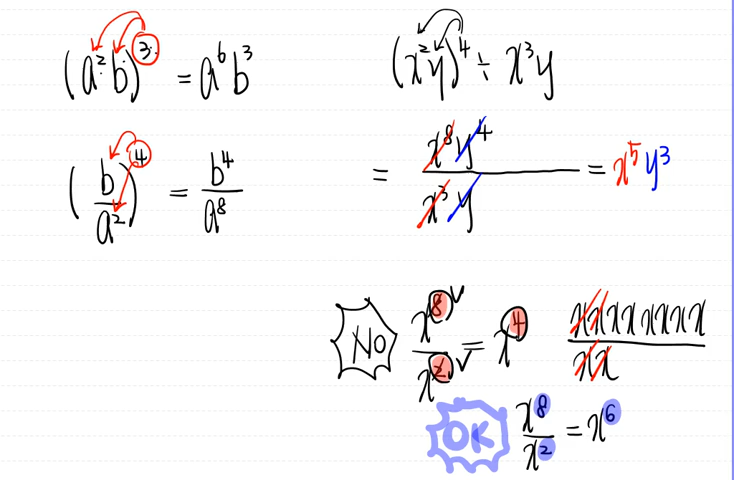 (a²b)³ = a⁶b³
(b/a²)⁴ = b⁴/a⁸
(x²y)⁴ ÷ x³y
= x⁸y⁴/x³y = x⁵y³
NO x⁸/x² = x⁴ xxxxxxxx/xx
OK x⁸/x² = x⁶